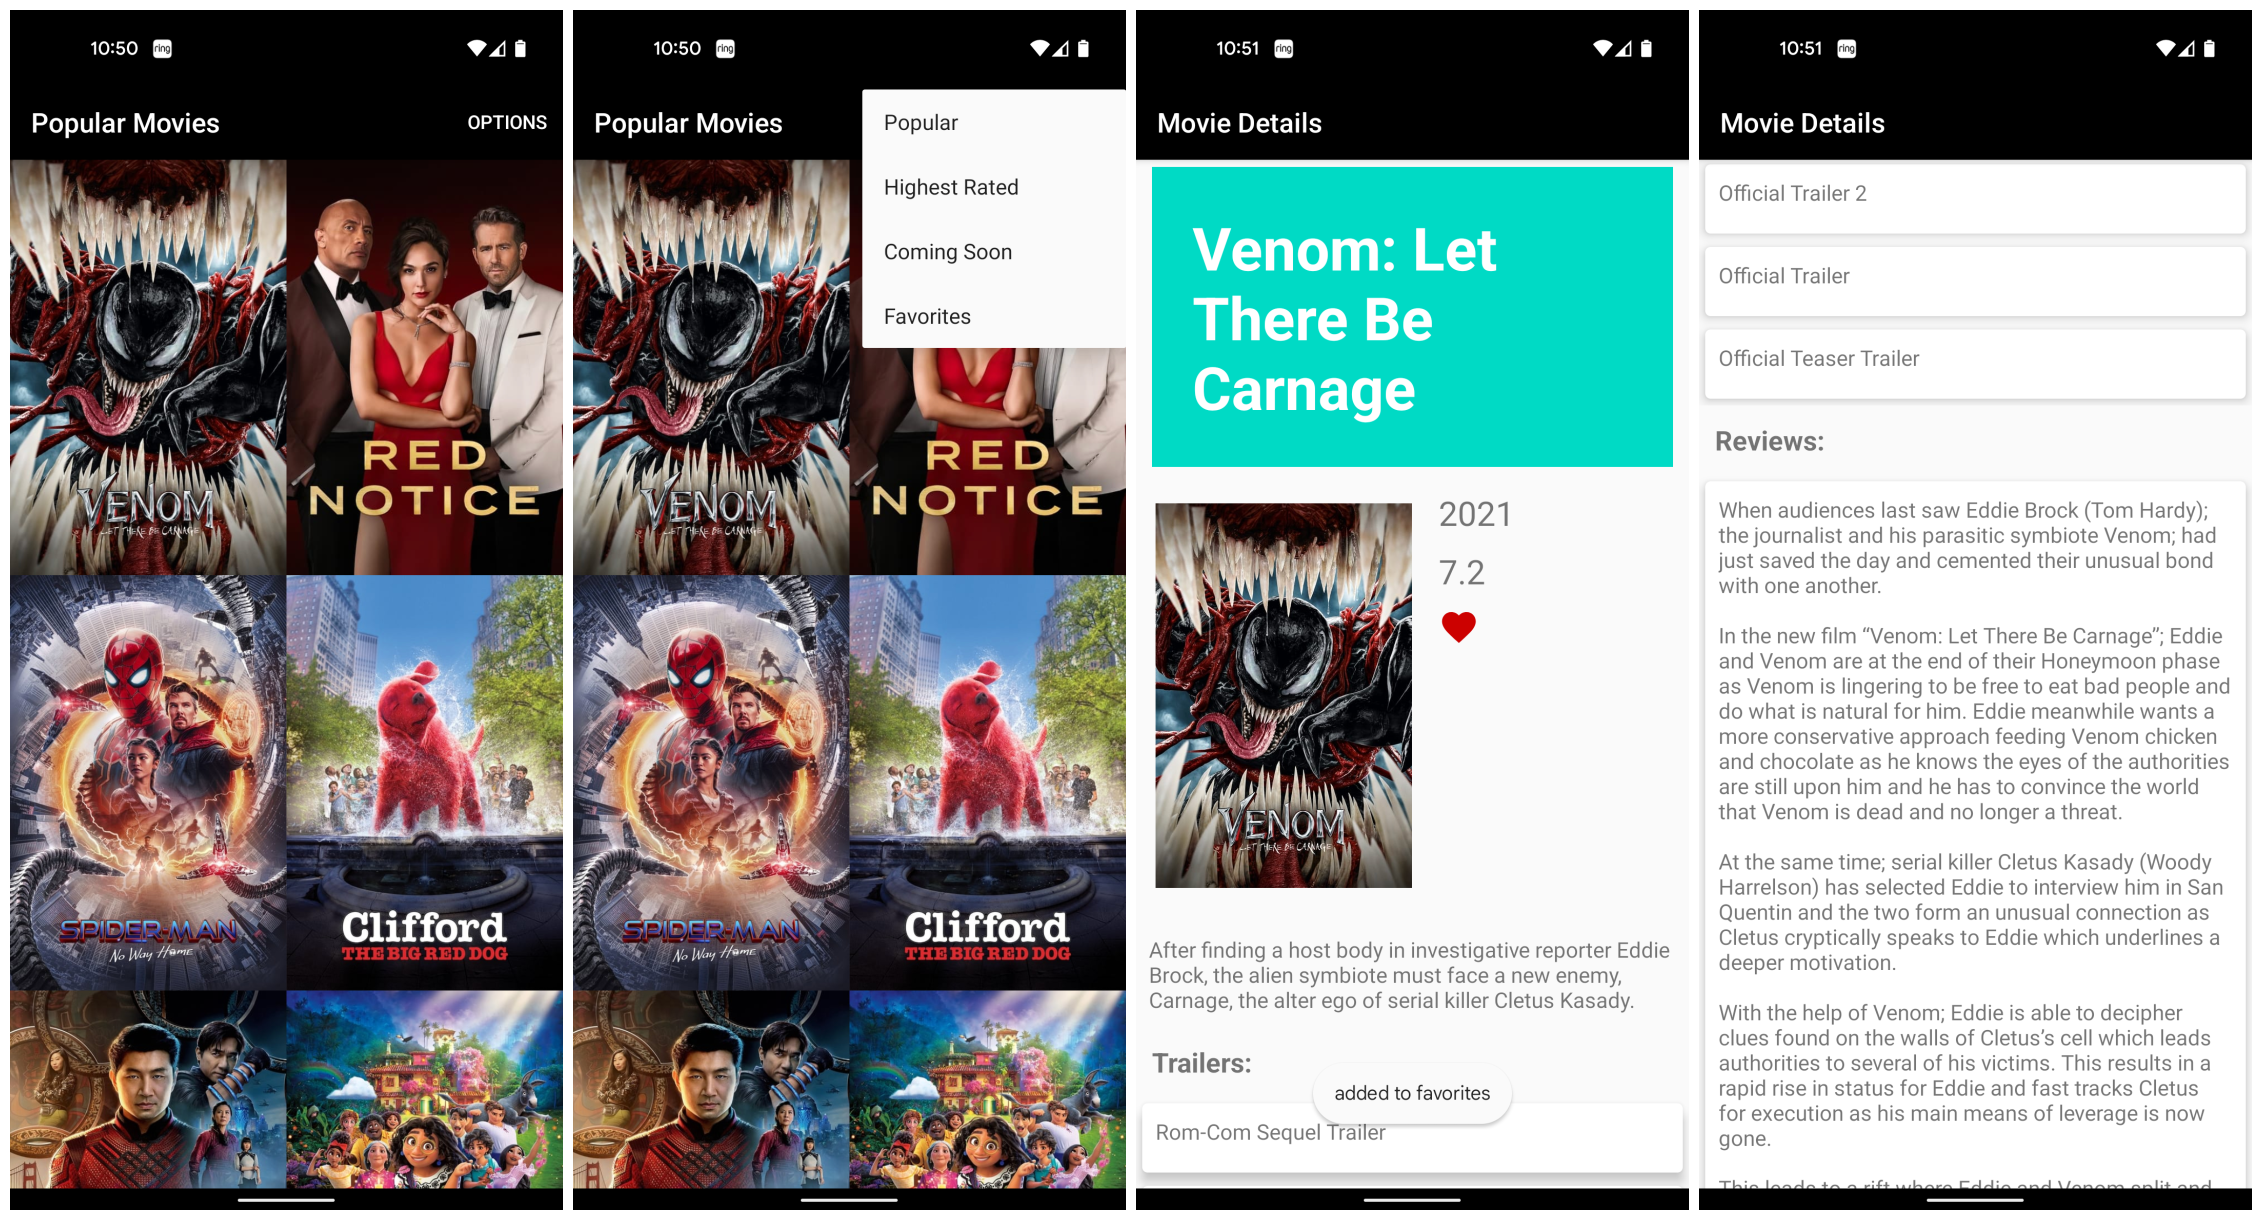 10:50 ring
Popular Movies OPTIONS
VENOM
LET THERE BE CARNAGE
RED
NOTICE
SPIDER-MAN
No Way Home
Clifford
THE BIG RED DOG
10:50 ring
Popular Movies
Popular
Highest Rated
Coming Soon
Favorites
VENOM
LET THERE BE CARNAGE
RED
NOTICE
SPIDER-MAN
No Way Home
Clifford
THE BIG RED DOG
10:51 ring
Movie Details
Venom: Let
There Be
Carnage
2021
7.2
VENOM
LET THERE BE CARNAGE
After finding a host body in investigative reporter Eddie
Brock, the alien symbiote must face a new enemy,
Carnage, the alter ego of serial killer Cletus Kasady.
Trailers:
added to favorites
Rom-Com Sequel Trailer
10:51 ring
Movie Details
Official Trailer 2
Official Trailer
Official Teaser Trailer
Reviews:
When audiences last saw Eddie Brock (Tom Hardy);
the journalist and his parasitic symbiote Venom; had
just saved the day and cemented their unusual bond
with one another.
In the new film “Venom: Let There Be Carnage”; Eddie
and Venom are at the end of their Honeymoon phase
as Venom is lingering to be free to eat bad people and
do what is natural for him. Eddie meanwhile wants a
more conservative approach feeding Venom chicken
and chocolate as he knows the eyes of the authorities
are still upon him and he has to convince the world
that Venom is dead and no longer a threat.
At the same time; serial killer Cletus Kasady (Woody
Harrelson) has selected Eddie to interview him in San
Quentin and the two form an unusual connection as
Cletus cryptically speaks to Eddie which underlines a
deeper motivation.
With the help of Venom; Eddie is able to decipher
clues found on the walls of Cletus’s cell which leads
authorities to several of his victims. This results in a
rapid rise in status for Eddie and fast tracks Cletus
for execution as his main means of leverage is now
gone.
This leads to a rift where Eddie and Venom split and